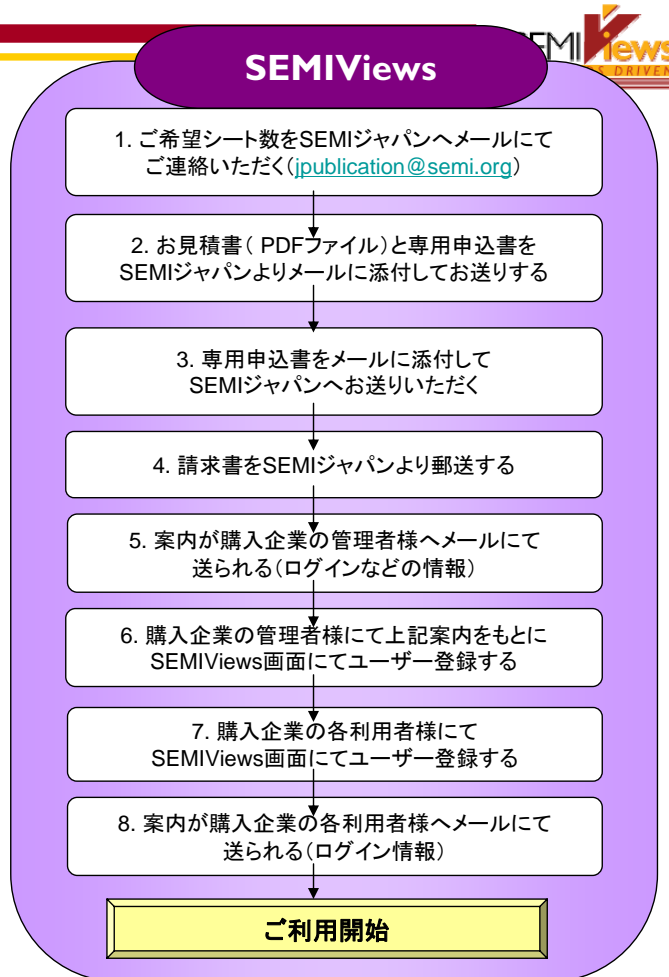 SEMIViews
1. ご希望シート数をSEMIジャパンへメールにて
ご連絡いただく(jpublication@semi.org)
2. お見積書( PDFファイル)と専用申込書を
SEMIジャパンよりメールに添付してお送りする
3. 専用申込書をメールに添付して
SEMIジャパンへお送りいただく
4. 請求書をSEMIジャパンより郵送する
5. 案内が購入企業の管理者様へメールにて
送られる(ログインなどの情報)
6. 購入企業の管理者様にて上記案内をもとに
SEMIViews画面にてユーザー登録する
7. 購入企業の各利用者様にて
SEMIViews画面にてユーザー登録する
8. 案内が購入企業の各利用者様へメールにて
送られる(ログイン情報)
ご利用開始